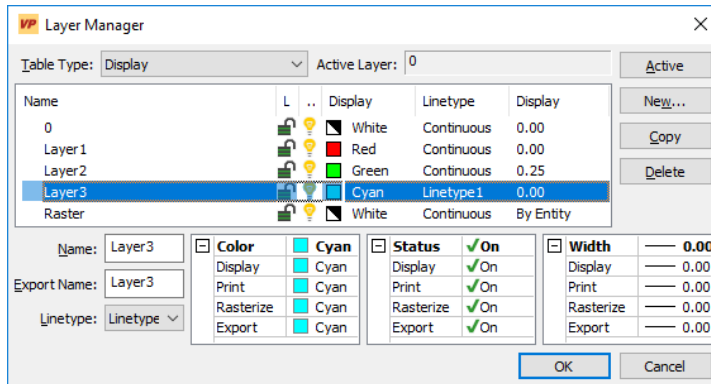 VP Layer Manager
Table Type: Display Active Layer: 0 Active
Name L .. Display Linetype Display New...
0 White Continuous 0.00
Layer1 Red Continuous 0.00 Copy
Layer2 Green Continuous 0.25 Delete
Layer3 Cyan Linetype1 0.00
Raster White Continuous By Entity
Name: Layer3 Color Cyan Status On Width 0.00
Display Cyan Display On Display 0.00
Export Name: Layer3 Print Cyan Print On Print 0.00
Linetype: Linetype Rasterize Cyan Rasterize On Rasterize 0.00
Export Cyan Export On Export 0.00
OK Cancel